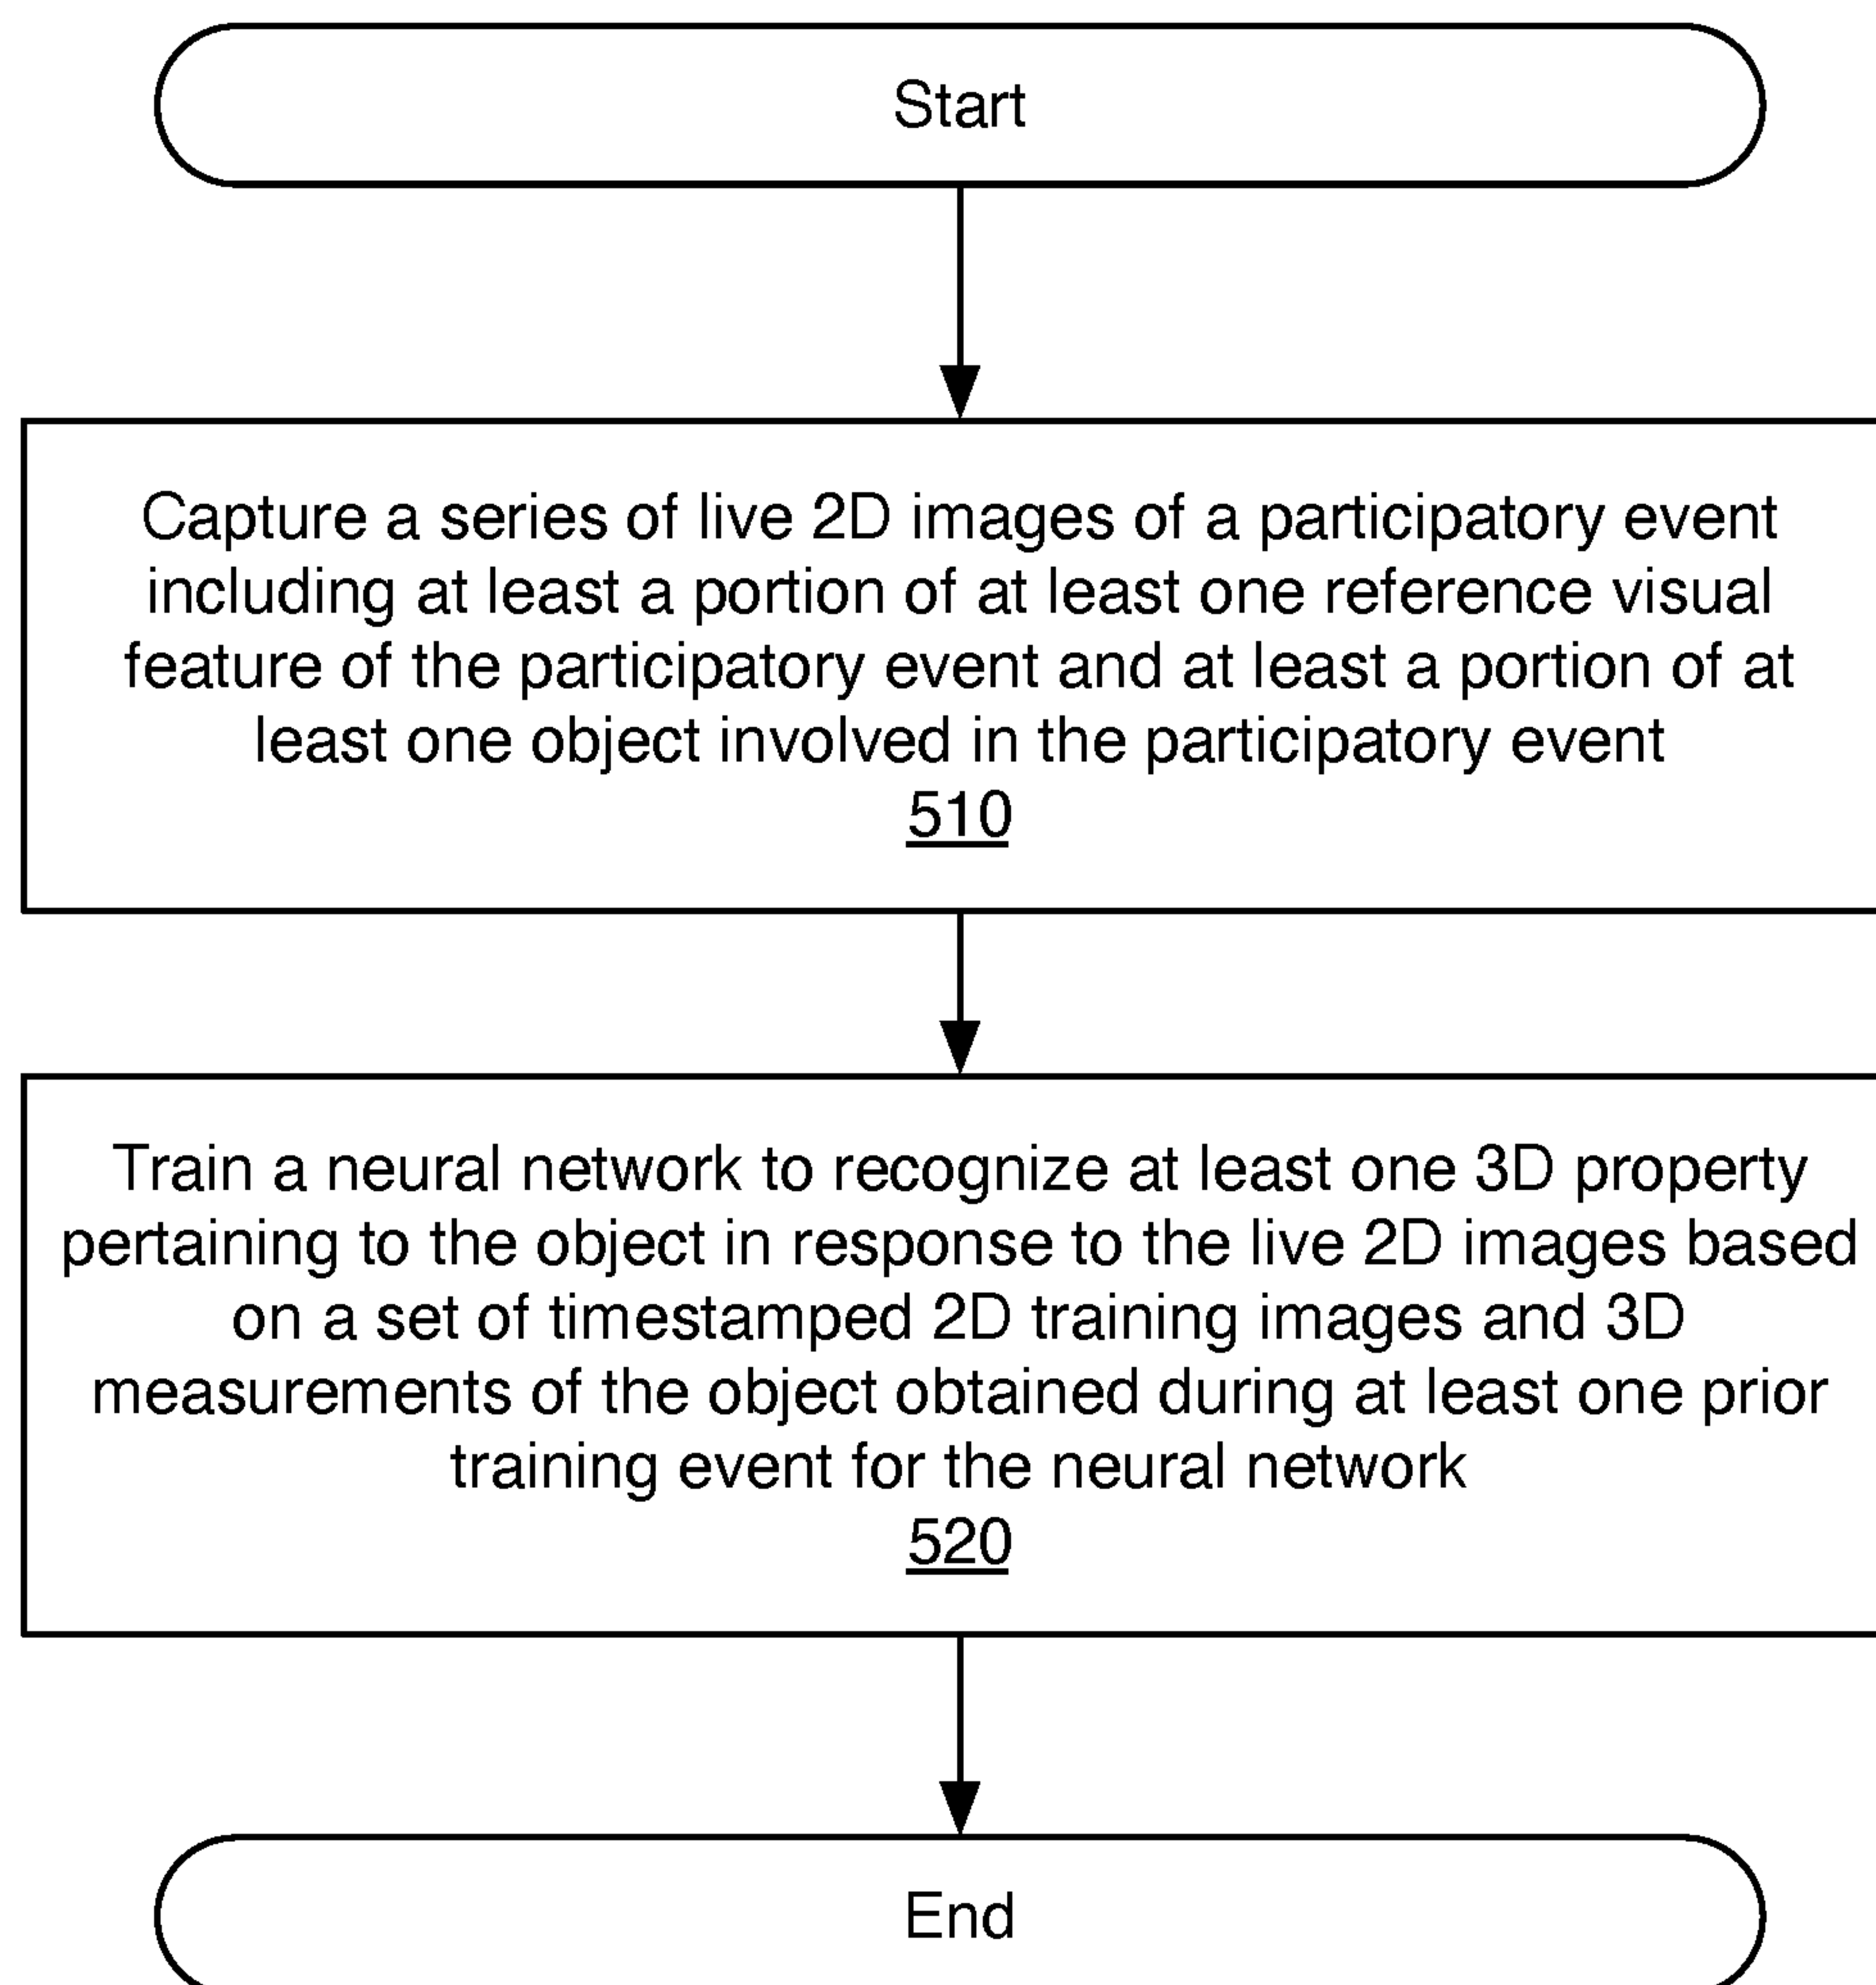 Start
Capture a series of live 2D images of a participatory event
including at least a portion of at least one reference visual
feature of the participatory event and at least a portion of at
least one object involved in the participatory event
510
Train a neural network to recognize at least one 3D property
pertaining to the object in response to the live 2D images based
on a set of timestamped 2D training images and 3D
measurements of the object obtained during at least one prior
training event for the neural network
520
End